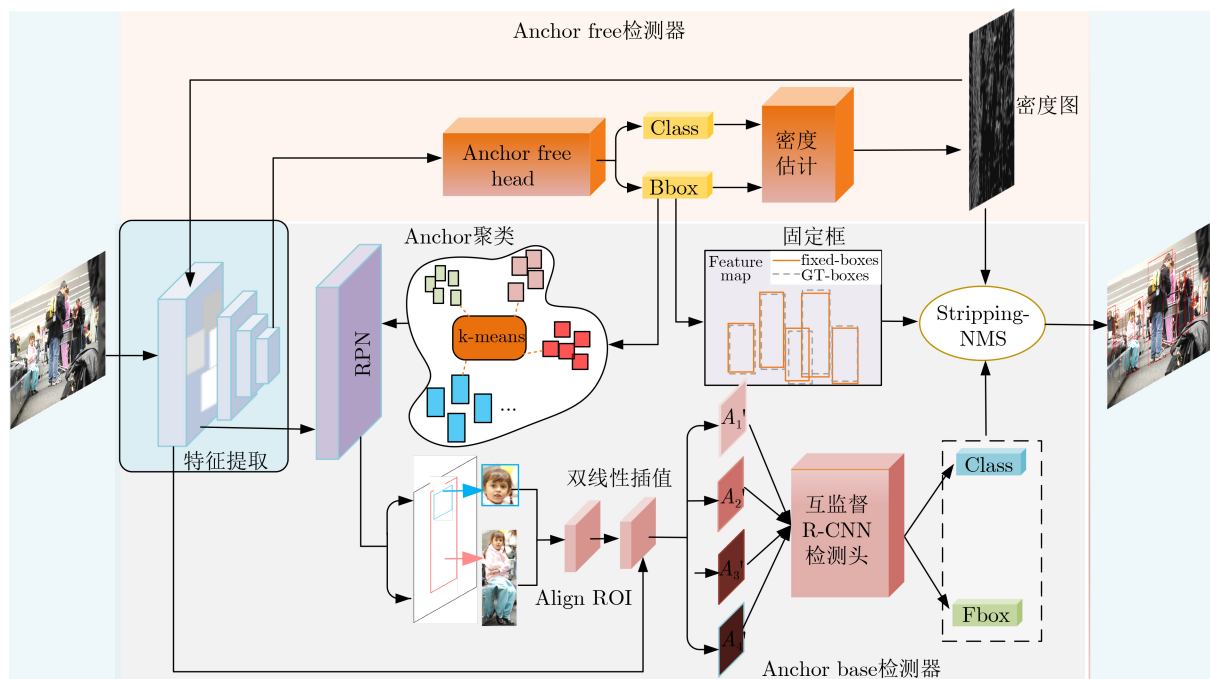 Anchor free检测器
密度图
Class
Anchor free
head
密度
估计
Bbox
Anchor聚类
固定框
Feature
map
fixed-boxes
GT-boxes
k-means
RPN
Stripping-
NMS
...
特征提取
双线性插值
A₁'
A₂'
A₃'
A₄'
互监督
R-CNN
检测头
Class
Align ROI
Fbox
Anchor base检测器